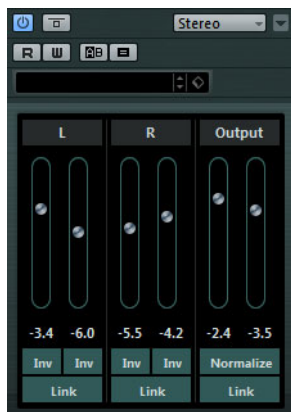 Stereo
R W AB
L R Output
-3.4 -6.0 -5.5 -4.2 -2.4 -3.5
Inv Inv Inv Inv Normalize
Link Link Link